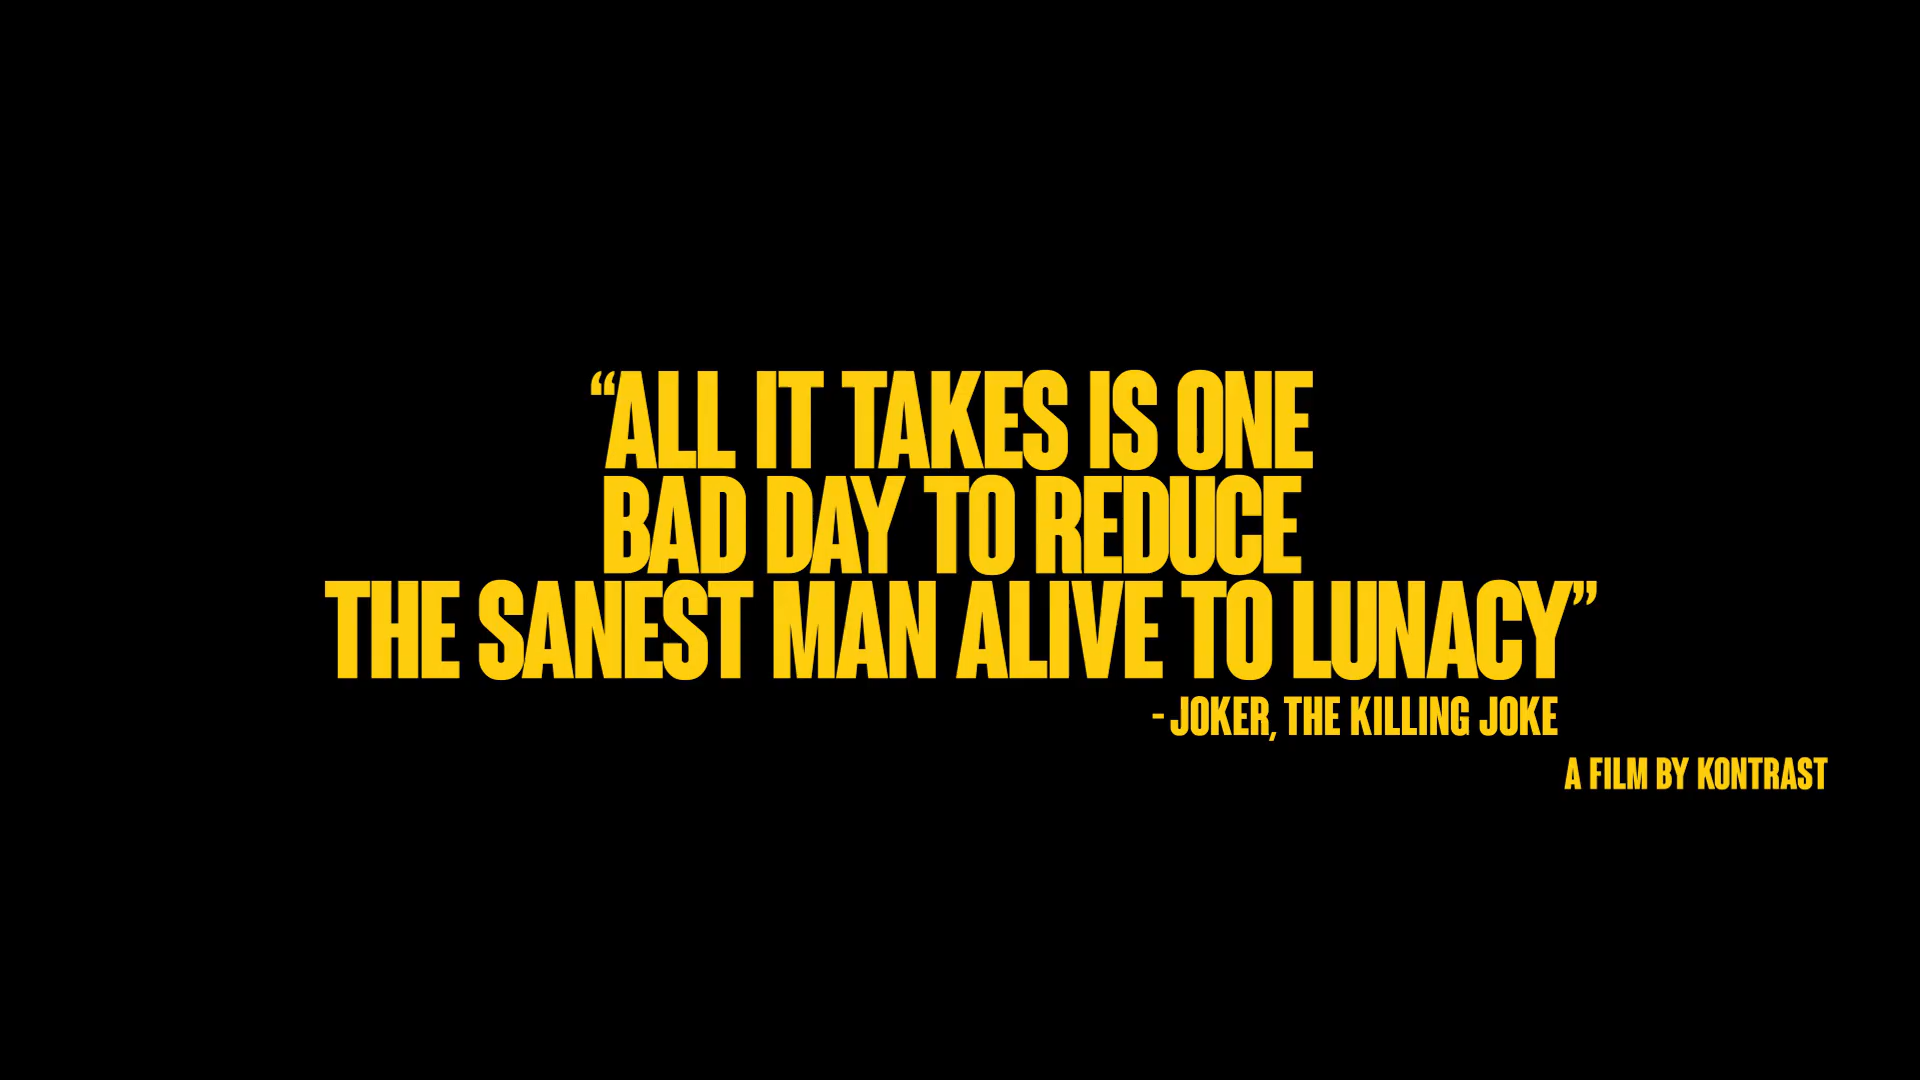 “ALL IT TAKES IS ONE
BAD DAY TO REDUCE
THE SANEST MAN ALIVE TO LUNACY”
- JOKER, THE KILLING JOKE
A FILM BY KONTRAST